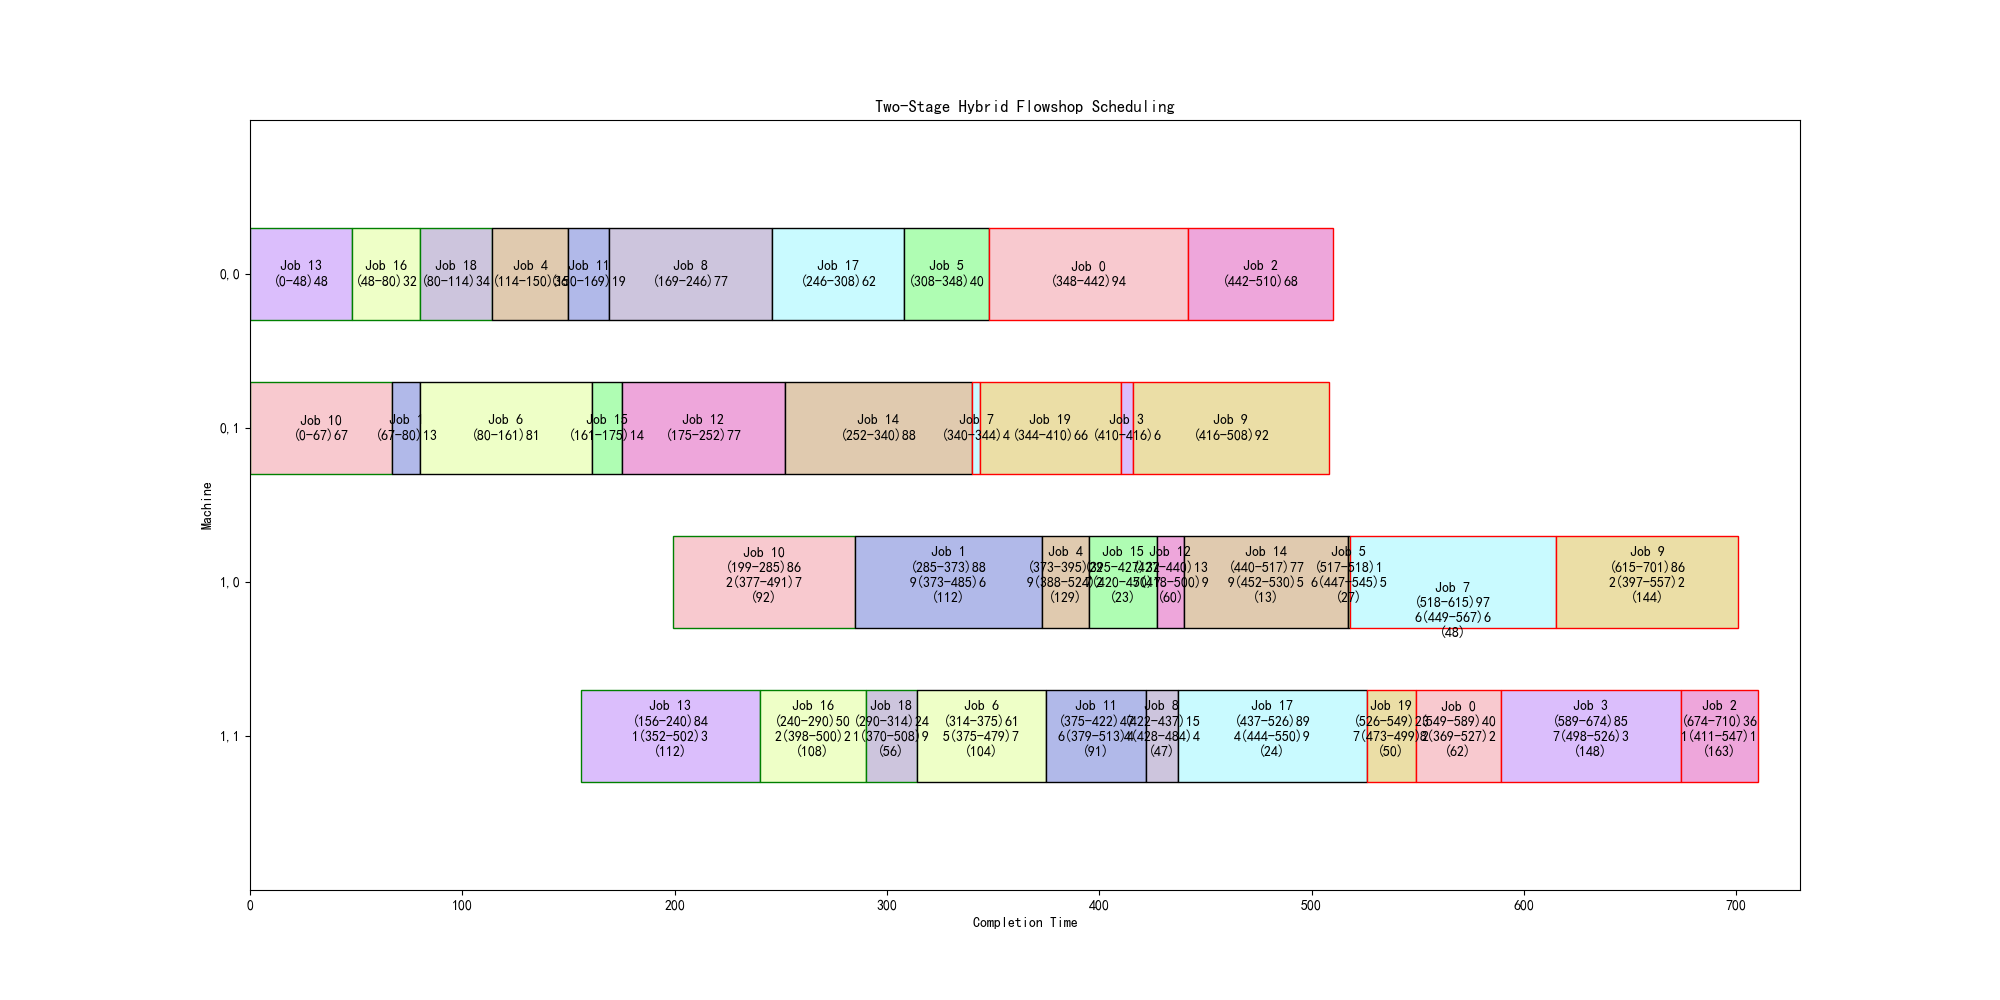 Two-Stage Hybrid Flowshop Scheduling
Machine
0,0
Job 13
(0-48)48
Job 16
(48-80)32
Job 18
(80-114)34
Job 4
(114-150)36
Job 11
(150-169)19
Job 8
(169-246)77
Job 17
(246-308)62
Job 5
(308-348)40
Job 0
(348-442)94
Job 2
(442-510)68
0,1
Job 10
(0-67)67
Job 1
(67-80)13
Job 6
(80-161)81
Job 15
(161-175)14
Job 12
(175-252)77
Job 14
(252-340)88
Job 7
(340-344)4
Job 19
(344-410)66
Job 3
(410-416)6
Job 9
(416-508)92
1,0
Job 10
(199-285)86
2(377-491)7
(92)
Job 1
(285-373)88
9(373-485)6
(112)
Job 4
(373-395)22
9(388-524)
(129)
Job 15
(395-427)32
(23)
Job 12
(427-440)13
(60)
Job 14
(440-517)77
9(452-530)5
(13)
Job 5
(517-518)1
6(447-545)5
(27)
Job 7
(518-615)97
6(449-567)6
(48)
Job 9
(615-701)86
2(397-557)2
(144)
1,1
Job 13
(156-240)84
1(352-502)3
(112)
Job 16
(240-290)50
2(398-500)2
(108)
Job 18
(290-314)24
1(370-508)9
(56)
Job 6
(314-375)61
5(375-479)7
(104)
Job 11
(375-422)47
6(379-513)4
(91)
Job 8
(422-437)15
4(428-484)4
(47)
Job 17
(437-526)89
4(444-550)9
(24)
Job 19
(526-549)23
7(473-499)8
(50)
Job 0
(549-589)40
2(369-527)2
(62)
Job 3
(589-674)85
7(498-526)3
(148)
Job 2
(674-710)36
1(411-547)1
(163)
0 100 200 300 400 500 600 700
Completion Time